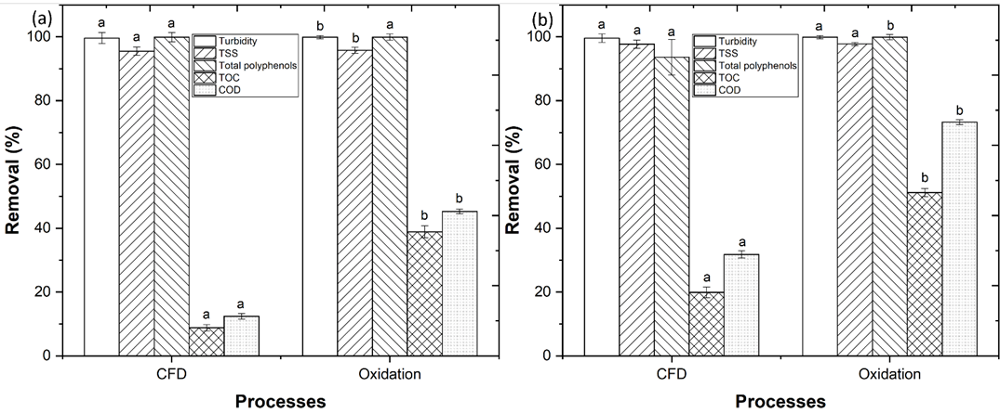 (a)
Removal (%)
100
80
60
40
20
0
a
a
a
a
a
b
b
a
b
b
Turbidity
TSS
Total polyphenols
TOC
COD
CFD
Oxidation
Processes
(b)
Removal (%)
100
80
60
40
20
0
a
a
a
a
a
a
a
b
b
b
Turbidity
TSS
Total polyphenols
TOC
COD
CFD
Oxidation
Processes